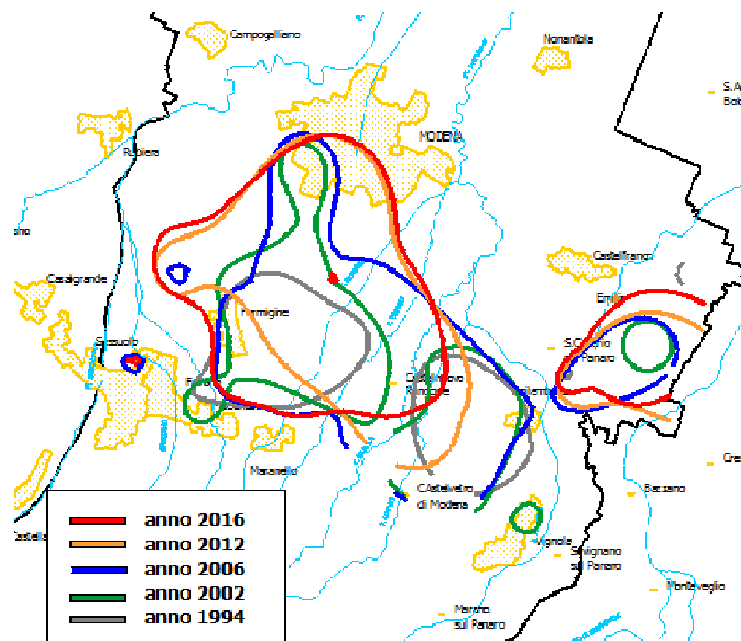 Campogalliano
Nonantola
MODENA
Rubiera
Casalgrande
Castelfranco
Emilia
Formigine
Sassuolo
S.Cesario
Panaro
Castelnuovo
Rangone
Maranello
CAstelvetro
di Modena
Bazzano
Vignola
Savignano
sul Panaro
Monteveglio
Marano
sul Panaro
Castella
anno 2016
anno 2012
anno 2006
anno 2002
anno 1994